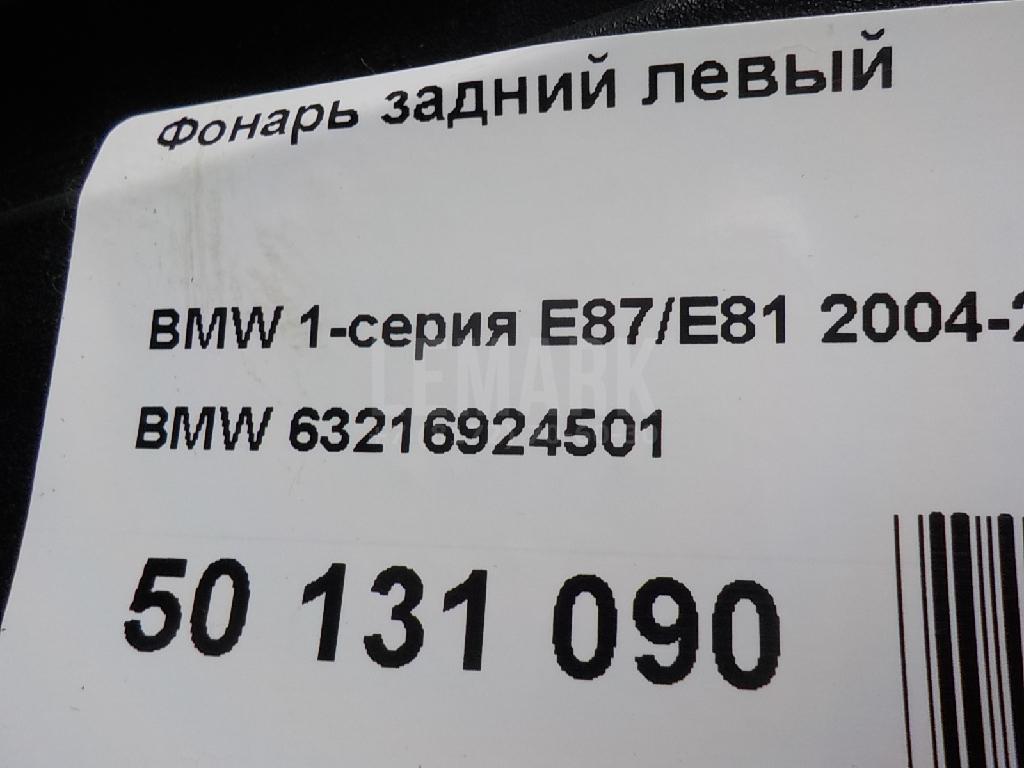 Фонарь задний левый
BMW 1-серия E87/E81 2004-2
LEMARK
BMW 63216924501
50 131 090